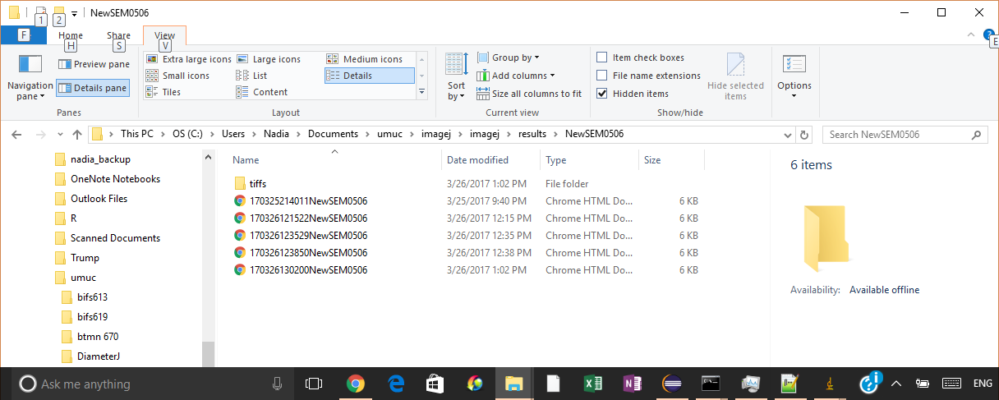 1 2 NewSEM0506
F Home Share View
H S V E
Navigation pane Preview pane Details pane
Panes
Extra large icons Large icons Medium icons
Small icons List Details
Tiles Content
Layout
Sort by Group by
Add columns
Size all columns to fit
Current view
Item check boxes
File name extensions
Hidden items
Hide selected items
Show/hide
Options
This PC OS (C:) Users Nadia Documents umuc imagej imagej results NewSEM0506 Search NewSEM0506
nadia_backup
OneNote Notebooks
Outlook Files
R
Scanned Documents
Trump
umuc
bifs613
bifs619
btmn 670
DiameterJ
Name Date modified Type Size
tiffs 3/26/2017 1:02 PM File folder
170325214011NewSEM0506 3/25/2017 9:40 PM Chrome HTML Do... 6 KB
170326121522NewSEM0506 3/26/2017 12:15 PM Chrome HTML Do... 6 KB
170326123529NewSEM0506 3/26/2017 12:35 PM Chrome HTML Do... 6 KB
170326123850NewSEM0506 3/26/2017 12:38 PM Chrome HTML Do... 6 KB
170326130200NewSEM0506 3/26/2017 1:02 PM Chrome HTML Do... 6 KB
6 items
Availability: Available offline
Ask me anything ENG